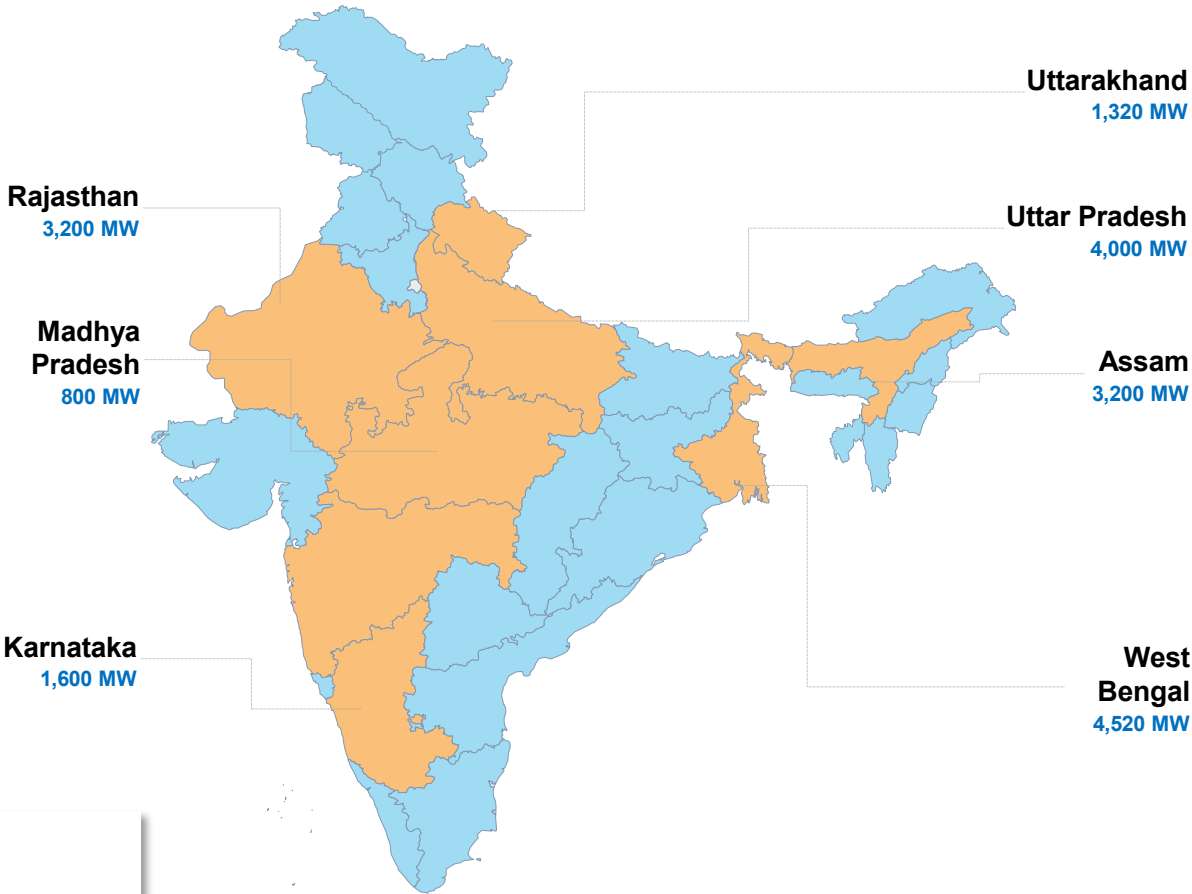 Uttarakhand
1,320 MW
Rajasthan
3,200 MW
Uttar Pradesh
4,000 MW
Madhya
Pradesh
800 MW
Assam
3,200 MW
Karnataka
1,600 MW
West
Bengal
4,520 MW